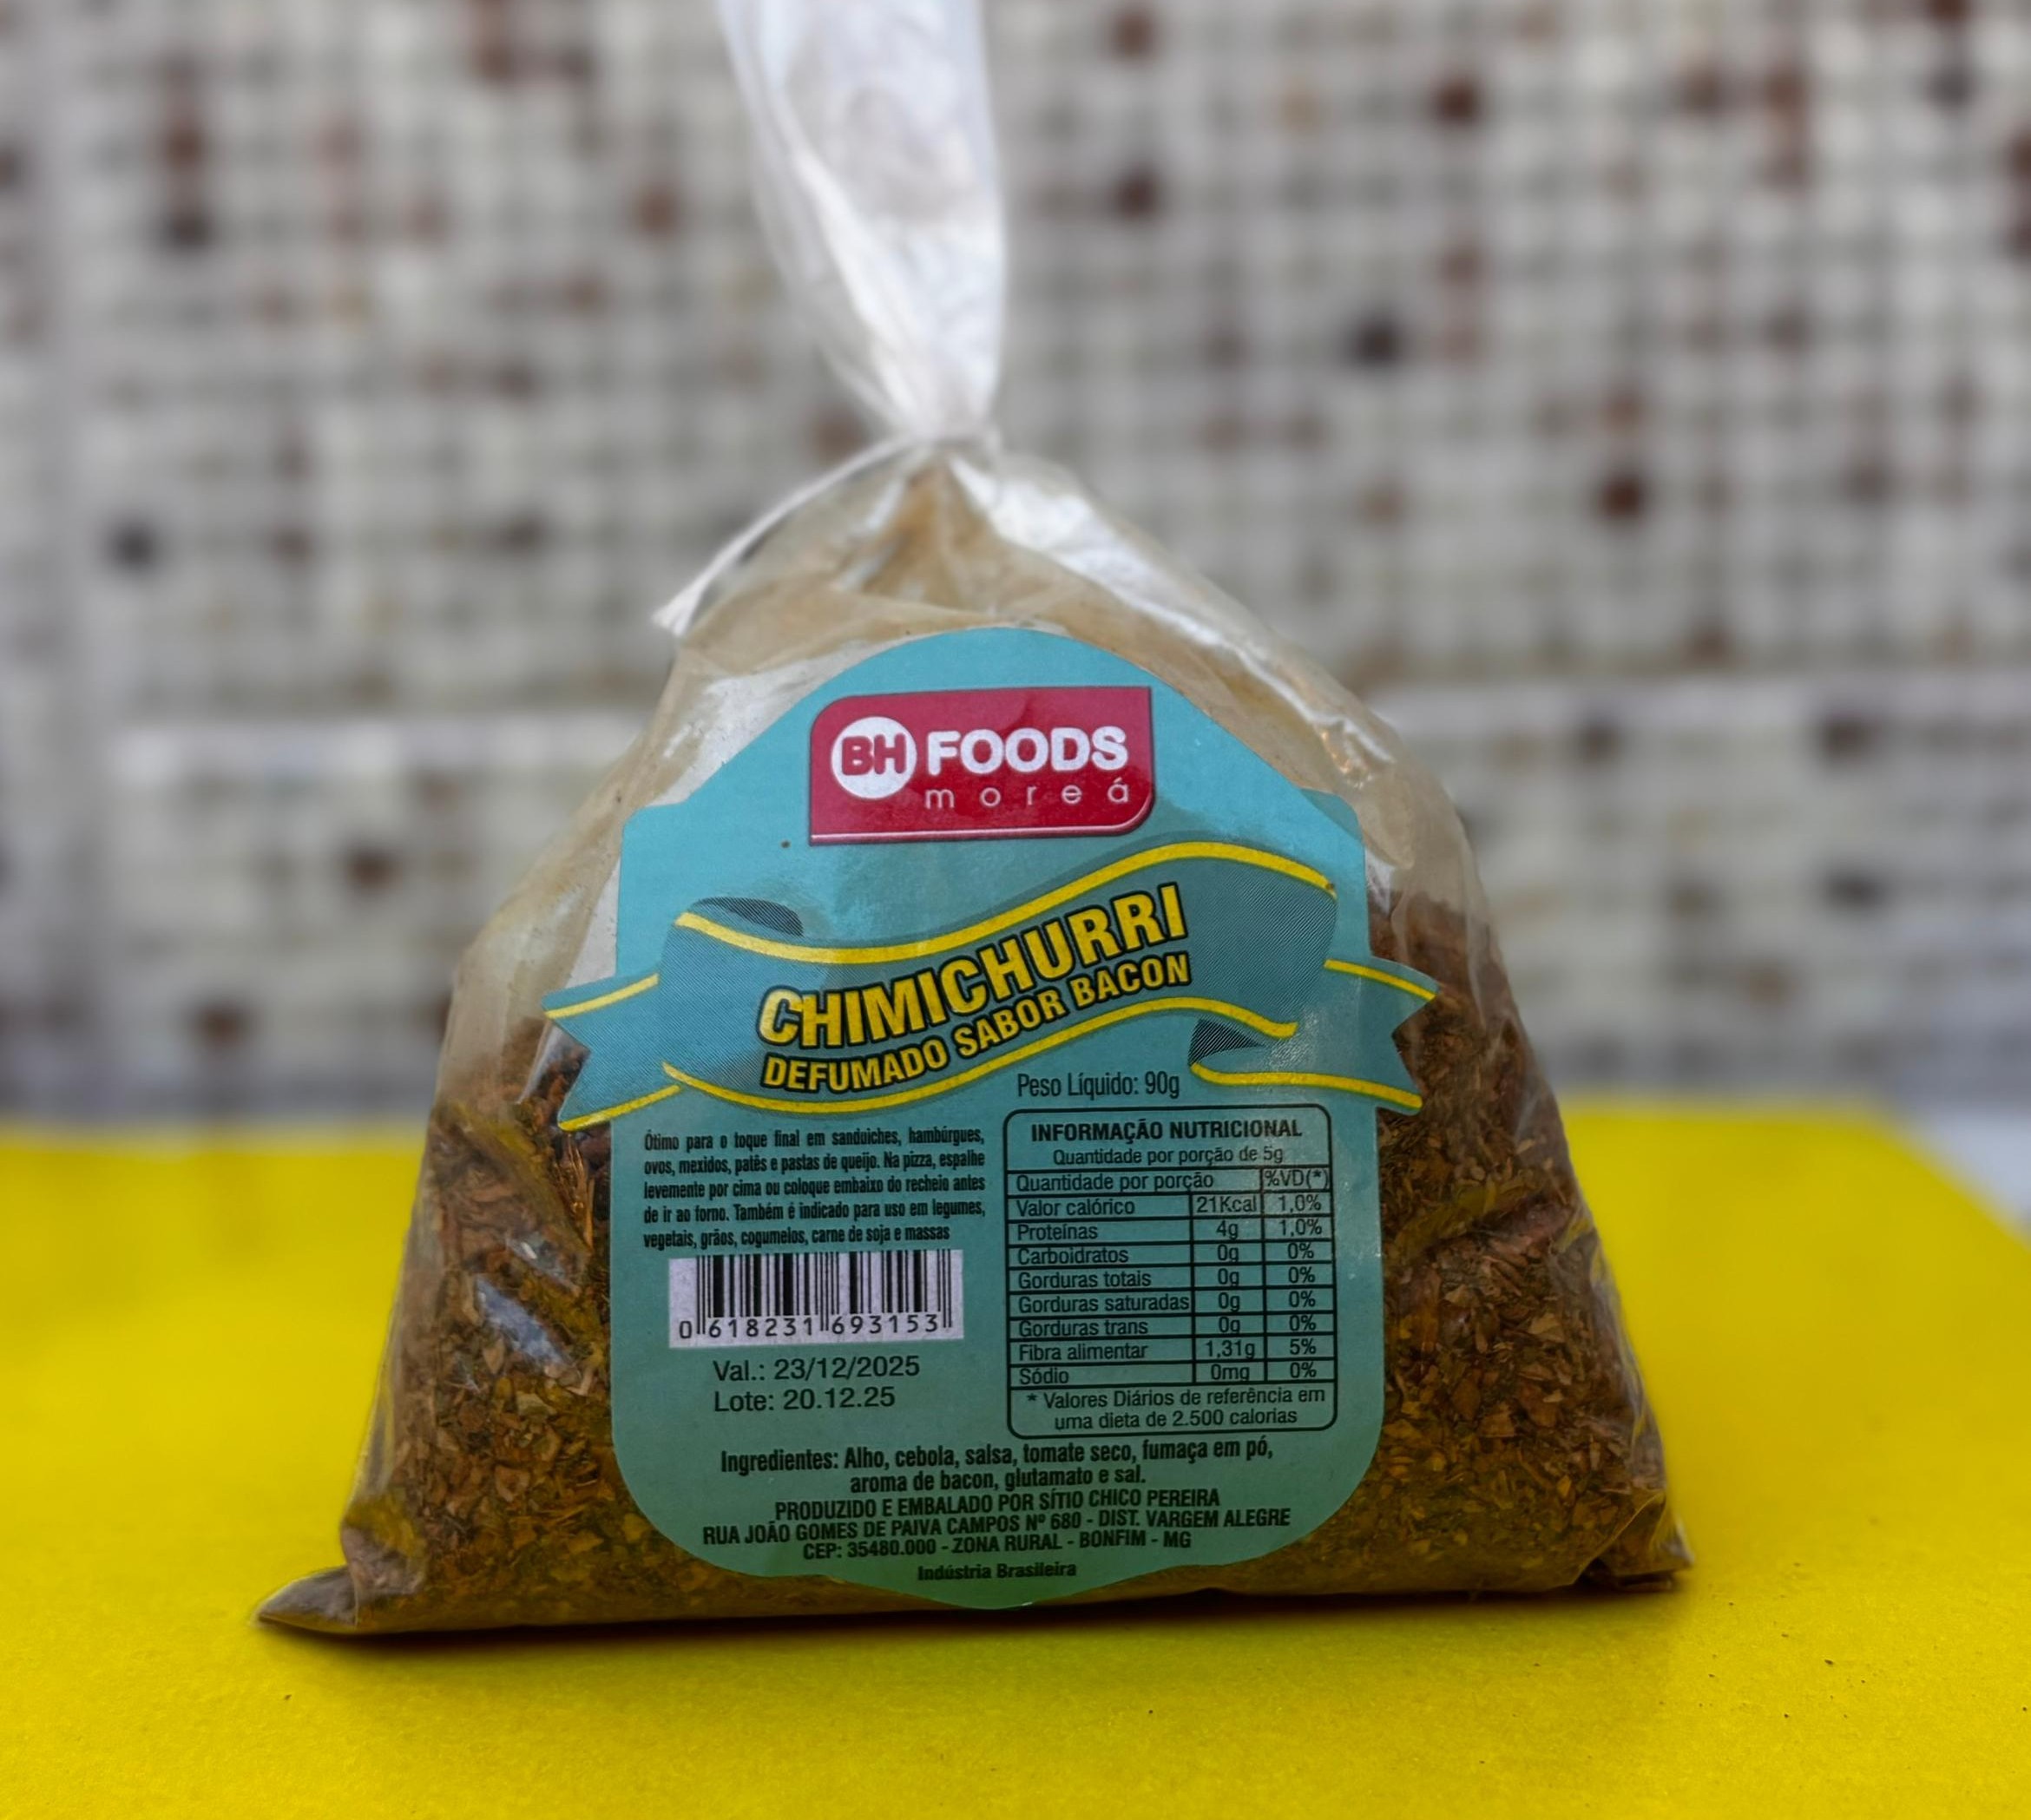 BH FOODS
moreá
CHIMICHURRI
DEFUMADO SABOR BACON
Peso Líquido: 90g
Ótimo para o toque final em sanduiches, hambúrgues,
ovos, mexidos, patês e pastas de queijo. Na pizza, espalhe
levemente por cima ou coloque embaixo do recheio antes
de ir ao forno. Também é indicado para uso em legumes,
vegetais, grãos, cogumelos, carne de soja e massas
0 618231 693153
Val.: 23/12/2025
Lote: 20.12.25
INFORMAÇÃO NUTRICIONAL
Quantidade por porção de 5g
Quantidade por porção %VD(*)
Valor calórico 21Kcal 1,0%
Proteínas 4g 1,0%
Carboidratos 0g 0%
Gorduras totais 0g 0%
Gorduras saturadas 0g 0%
Gorduras trans 0g 0%
Fibra alimentar 1,31g 5%
Sódio 0mg 0%
* Valores Diários de referência em
uma dieta de 2.500 calorias
Ingredientes: Alho, cebola, salsa, tomate seco, fumaça em pó,
aroma de bacon, glutamato e sal.
PRODUZIDO E EMBALADO POR SÍTIO CHICO PEREIRA
RUA JOÃO GOMES DE PAIVA CAMPOS Nº 680 - DIST. VARGEM ALEGRE
CEP: 35480.000 - ZONA RURAL - BONFIM - MG
Indústria Brasileira